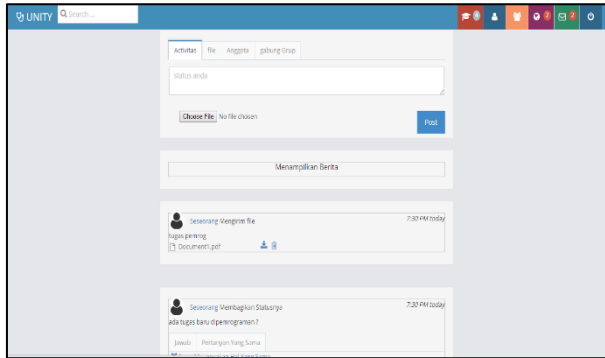 UNITY Search ...
Activitas file Anggota gabung Grup
status anda
Choose File No file chosen
Post
Menampilkan Berita
Seseorang Mengirim file 7:30 PM today
tugas pemrog
Document1.pdf
Seseorang Membagikan Statusnya 7:30 PM today
ada tugas baru dipemrograman ?
Jawab Pertanyan Yang Sama